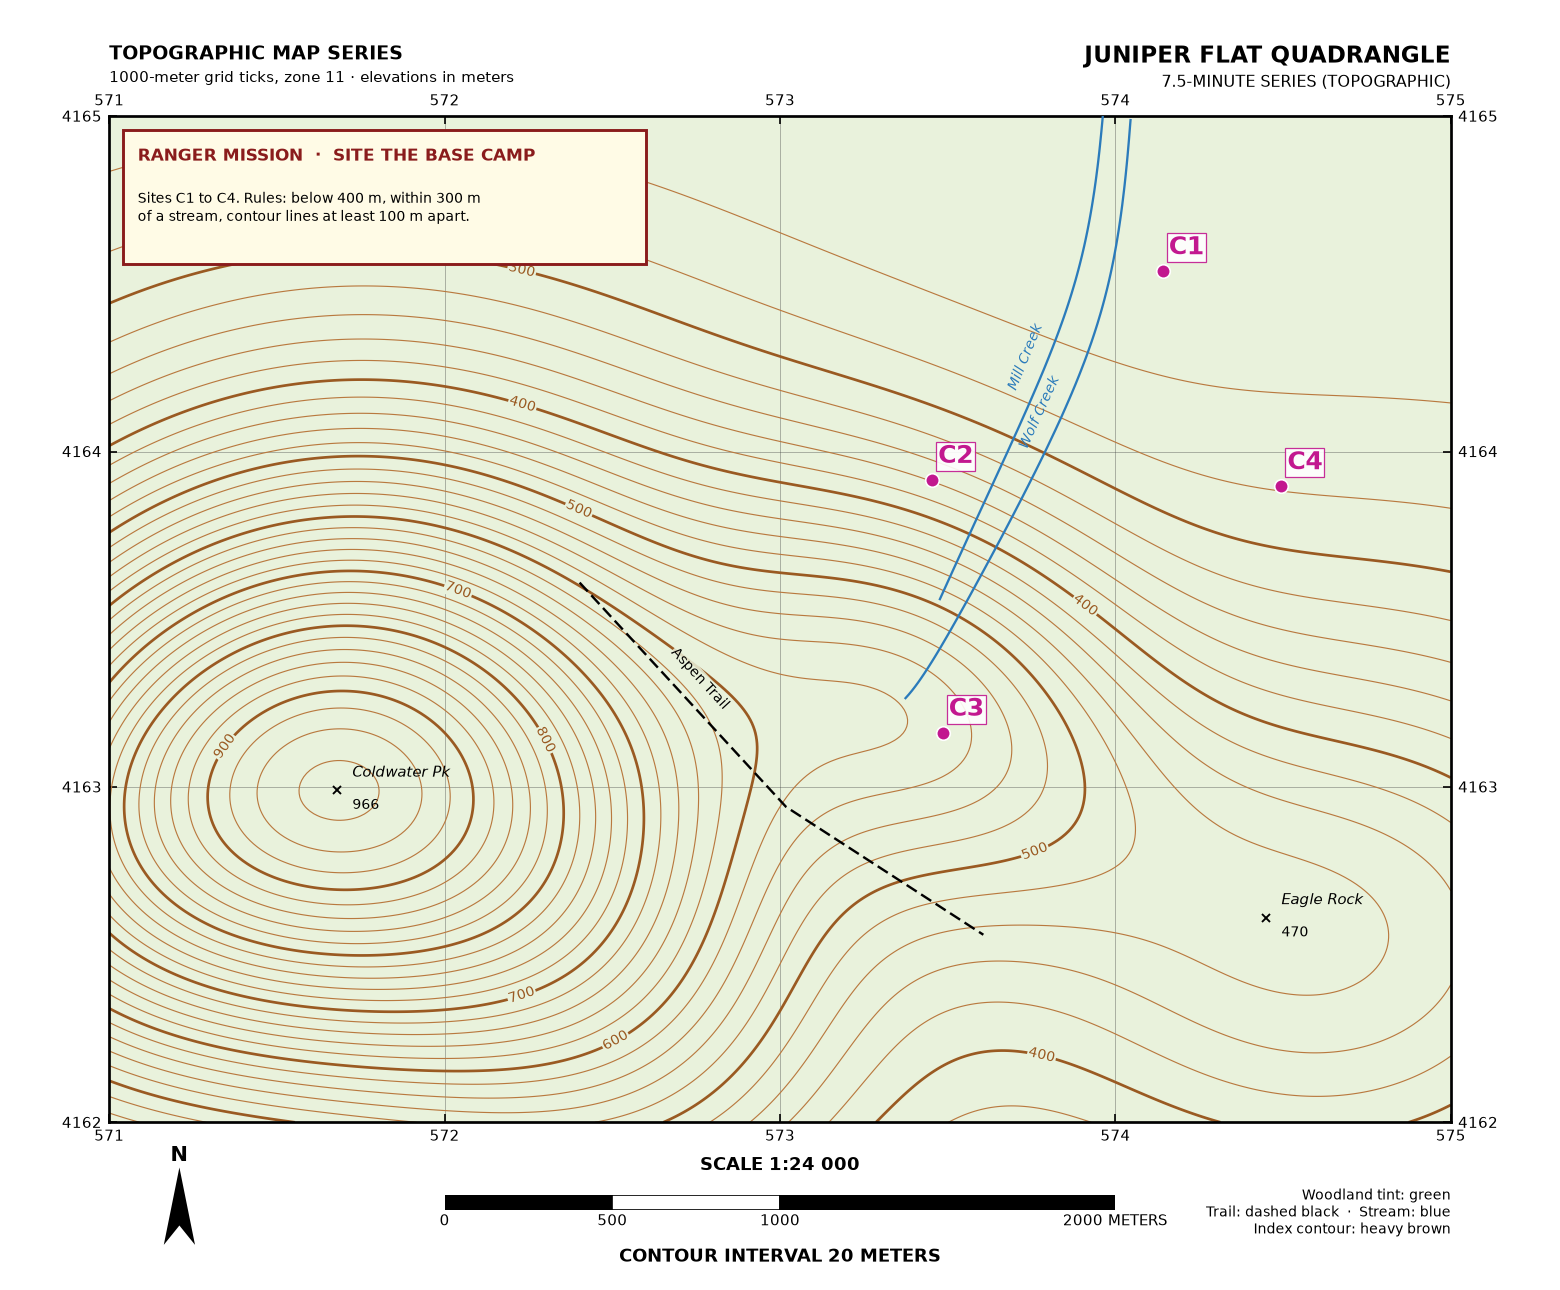 TOPOGRAPHIC MAP SERIES
1000-meter grid ticks, zone 11 · elevations in meters
JUNIPER FLAT QUADRANGLE
7.5-MINUTE SERIES (TOPOGRAPHIC)
571 572 573 574 575
4165 4165
RANGER MISSION · SITE THE BASE CAMP
Sites C1 to C4. Rules: below 400 m, within 300 m
of a stream, contour lines at least 100 m apart.
C1
300
Mill Creek
Wolf Creek
400
4164 4164
C2
C4
500
700
400
Aspen Trail
C3
900
800
Coldwater Pk
966
4163 4163
500
Eagle Rock
470
700
600
400
4162 4162
571 572 573 574 575
N
SCALE 1:24 000
0 500 1000 2000 METERS
CONTOUR INTERVAL 20 METERS
Woodland tint: green
Trail: dashed black · Stream: blue
Index contour: heavy brown